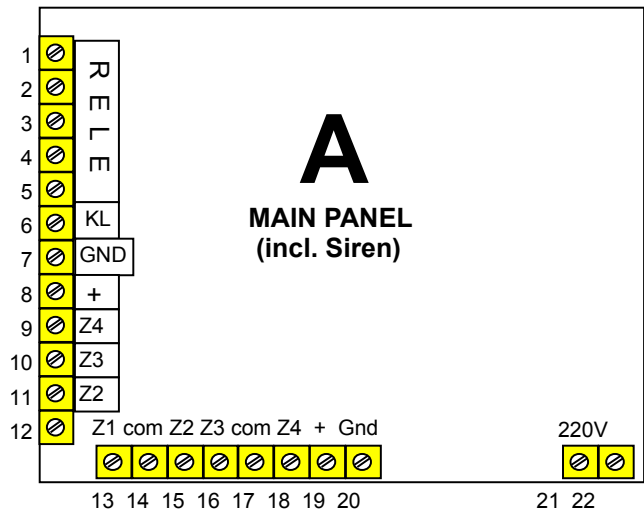 1
RELE
2
3
4
5
A
MAIN PANEL
(incl. Siren)
6 KL
7 GND
8 +
9 Z4
10 Z3
11 Z2
12
Z1 com Z2 Z3 com Z4 + Gnd
220V
13 14 15 16 17 18 19 20
21 22